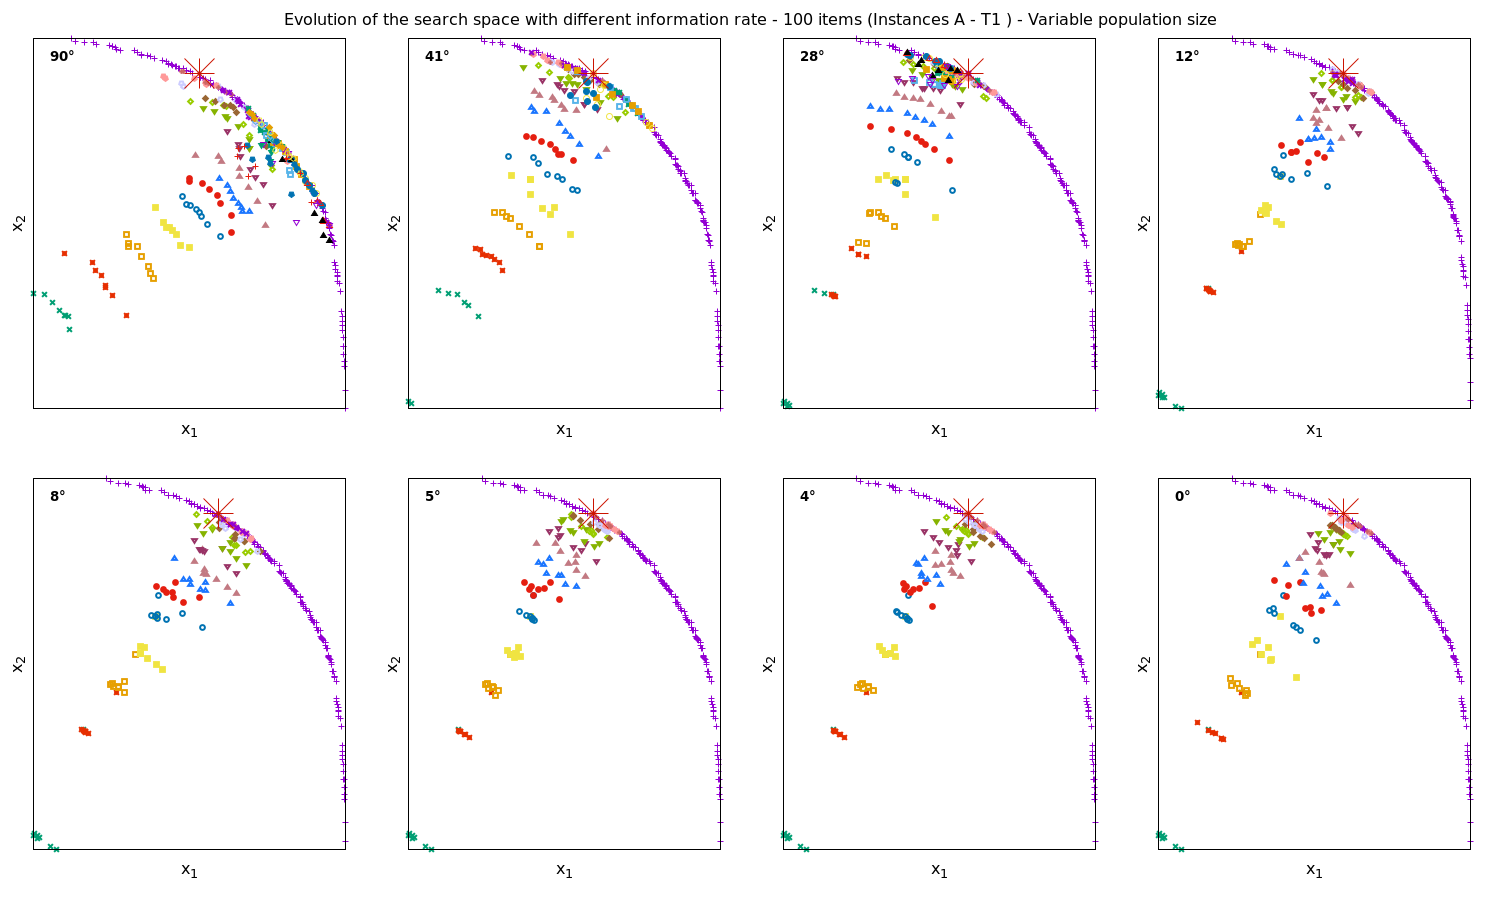 Evolution of the search space with different information rate - 100 items (Instances A - T1 ) - Variable population size
90° 41° 28° 12°
x2 x2 x2 x2
x1 x1 x1 x1
8° 5° 4° 0°
x2 x2 x2 x2
x1 x1 x1 x1